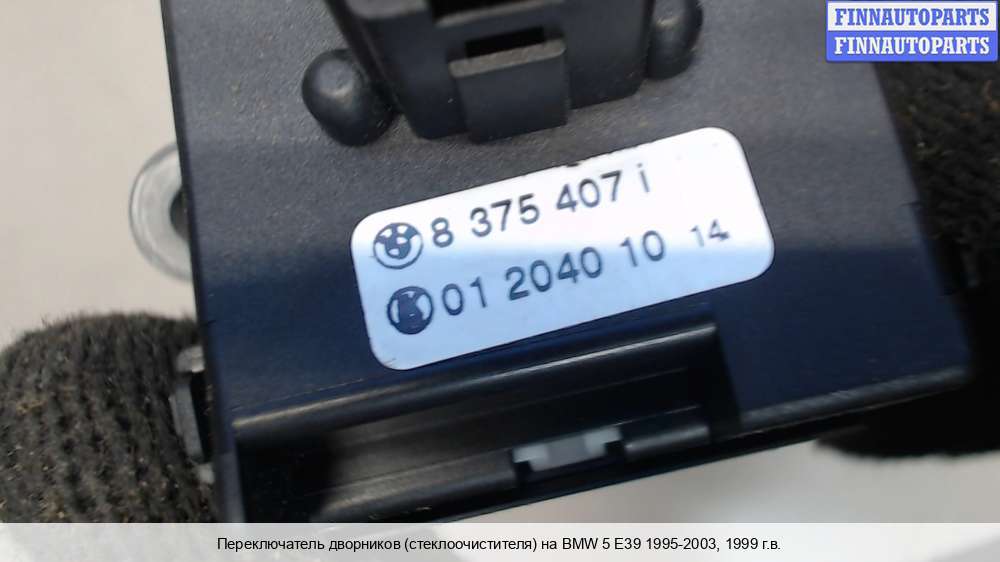 FINNAUTOPARTS
FINNAUTOPARTS
8 375 407 i
01 2040 10 14
Переключатель дворников (стеклоочистителя) на BMW 5 E39 1995-2003, 1999 г.в.